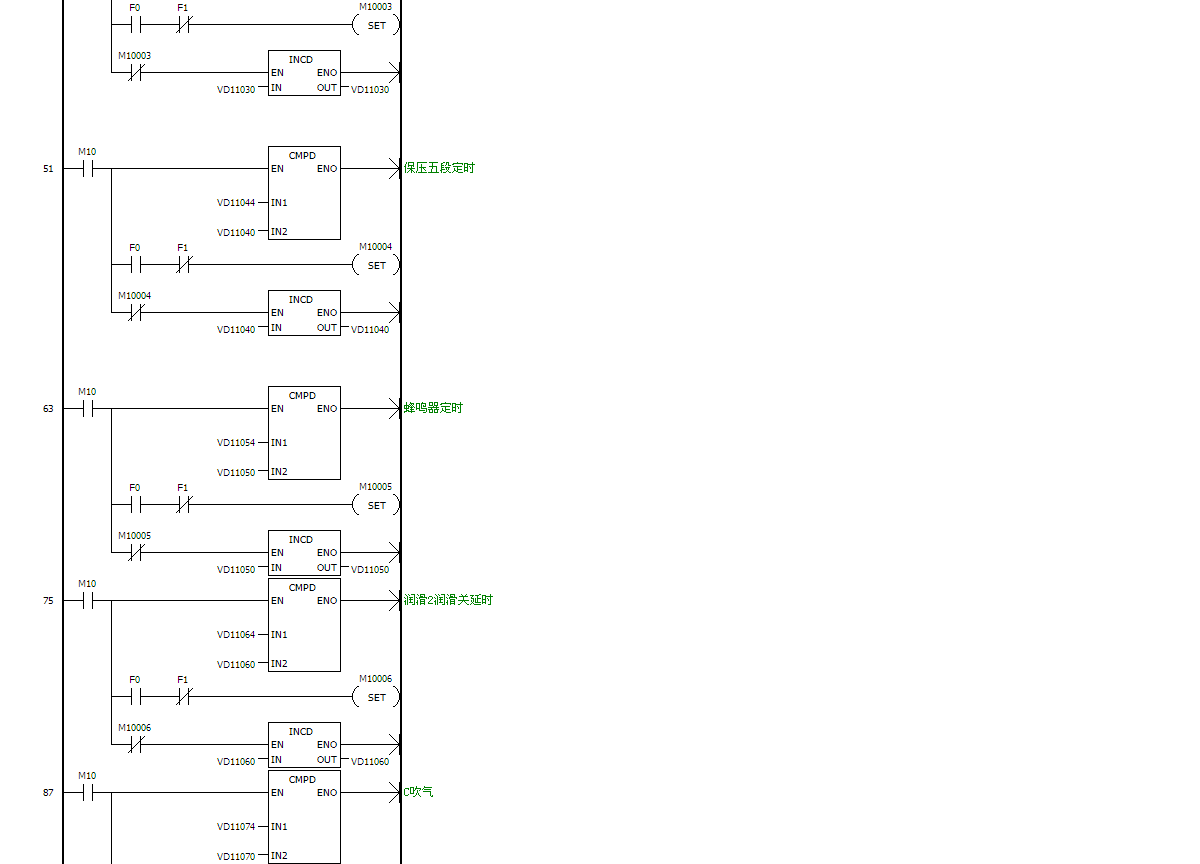 F0 F1 M10003
SET
M10003
INCD
EN ENO
VD11030 IN OUT VD11030
M10
CMPD
51 EN ENO 保压五段定时
VD11044 IN1
VD11040 IN2
F0 F1 M10004
SET
M10004
INCD
EN ENO
VD11040 IN OUT VD11040
M10
CMPD
63 EN ENO 蜂鸣器定时
VD11054 IN1
VD11050 IN2
F0 F1 M10005
SET
M10005
INCD
EN ENO
VD11050 IN OUT VD11050
M10
CMPD
75 EN ENO 润滑2润滑关延时
VD11064 IN1
VD11060 IN2
F0 F1 M10006
SET
M10006
INCD
EN ENO
VD11060 IN OUT VD11060
M10
CMPD
87 EN ENO C吹气
VD11074 IN1
VD11070 IN2